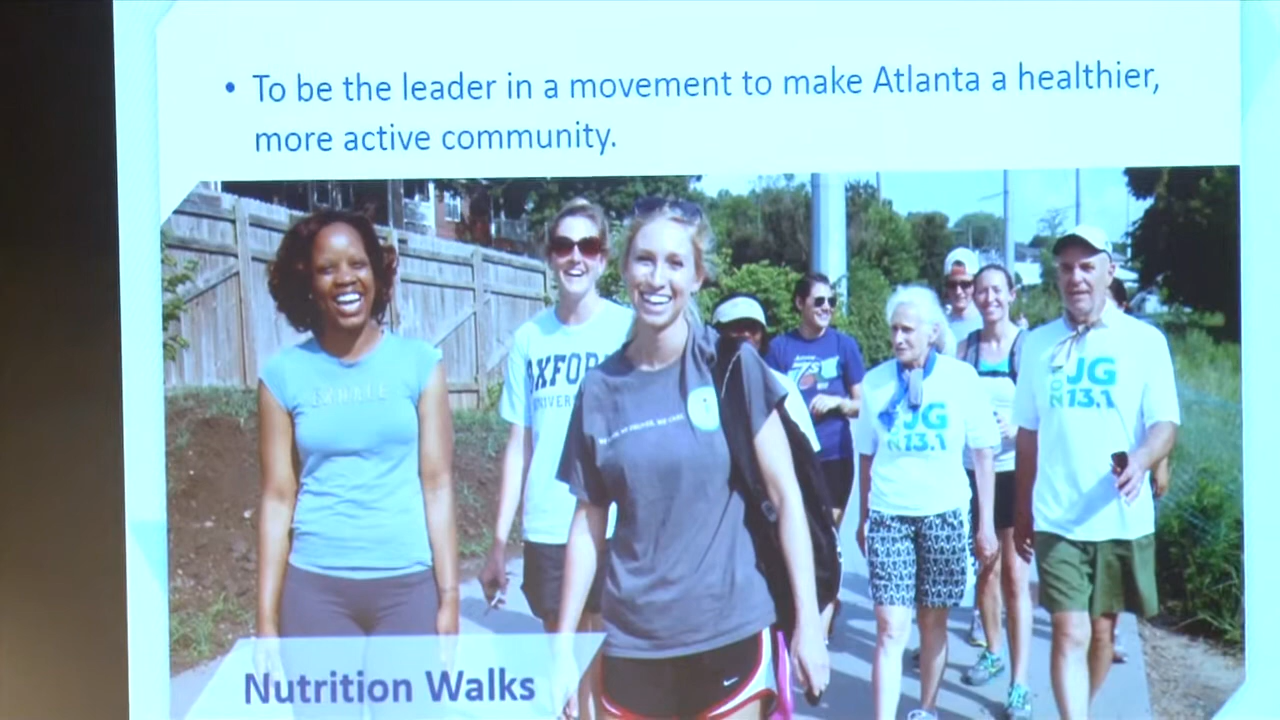 • To be the leader in a movement to make Atlanta a healthier,
more active community.
OXFORD
JG
13.1
JG
13.1
Nutrition Walks